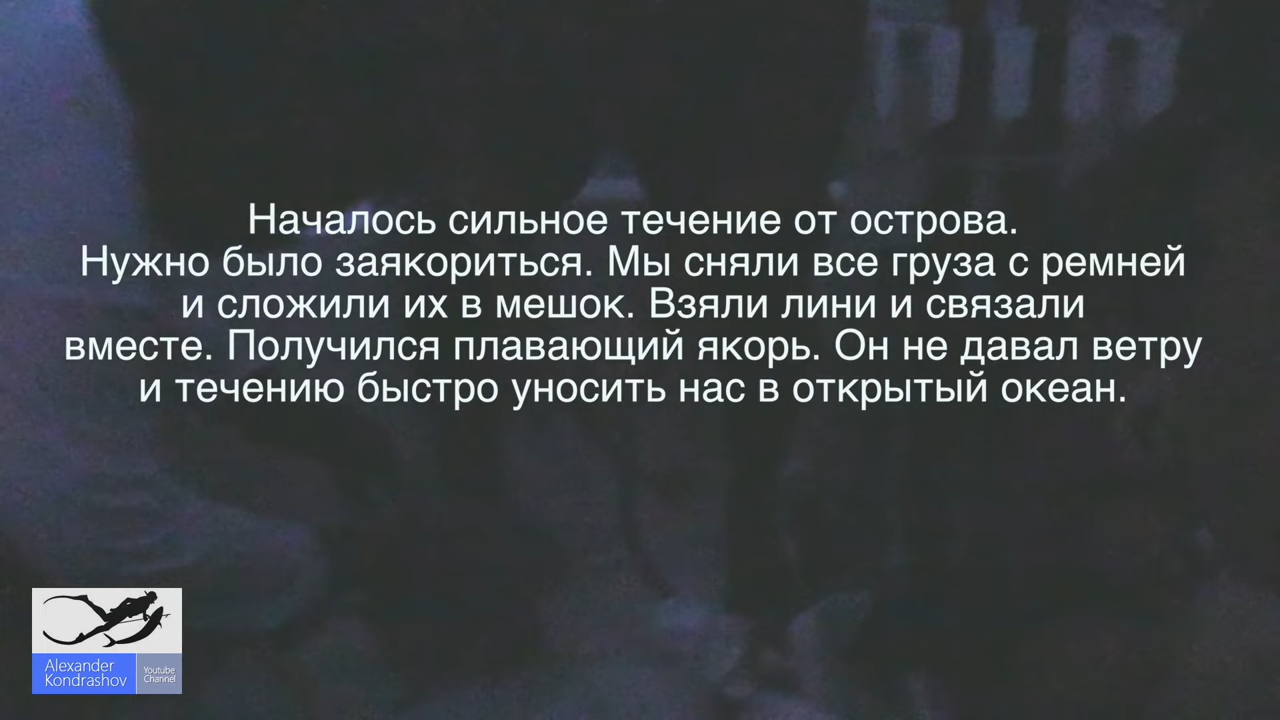 Началось сильное течение от острова.
Нужно было заякориться. Мы сняли все груза с ремней
и сложили их в мешок. Взяли лини и связали
вместе. Получился плавающий якорь. Он не давал ветру
и течению быстро уносить нас в открытый океан.
Alexander
Kondrashov
Youtube
Channel